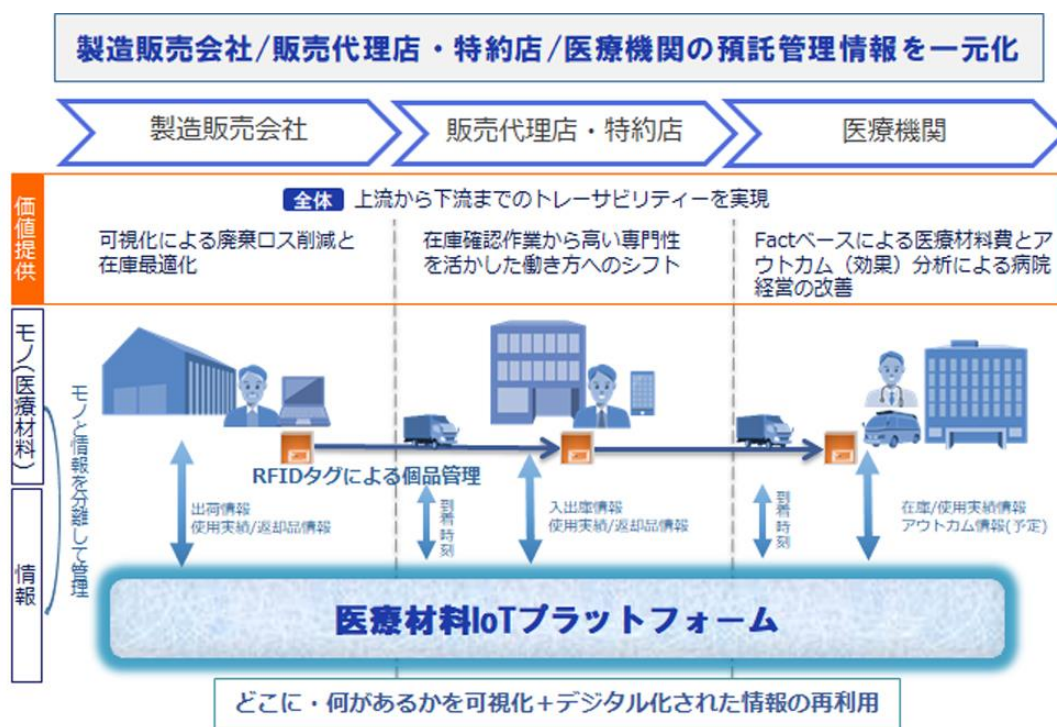 製造販売会社/販売代理店・特約店/医療機関の預託管理情報を一元化
製造販売会社
販売代理店・特約店
医療機関
価値提供
全体 上流から下流までのトレーサビリティーを実現
可視化による廃棄ロス削減と
在庫最適化
在庫確認作業から高い専門性
を活かした働き方へのシフト
Factベースによる医療材料費とア
ウトカム（効果）分析による病院
経営の改善
モノ(医療材料)
モノと情報を分離して管理
RFIDタグによる個品管理
出荷情報
使用実績/返却品情報
到着時刻
入出庫情報
使用実績/返却品情報
到着時刻
在庫/使用実績情報
アウトカム情報(予定)
情報
医療材料IoTプラットフォーム
どこに・何があるかを可視化＋デジタル化された情報の再利用